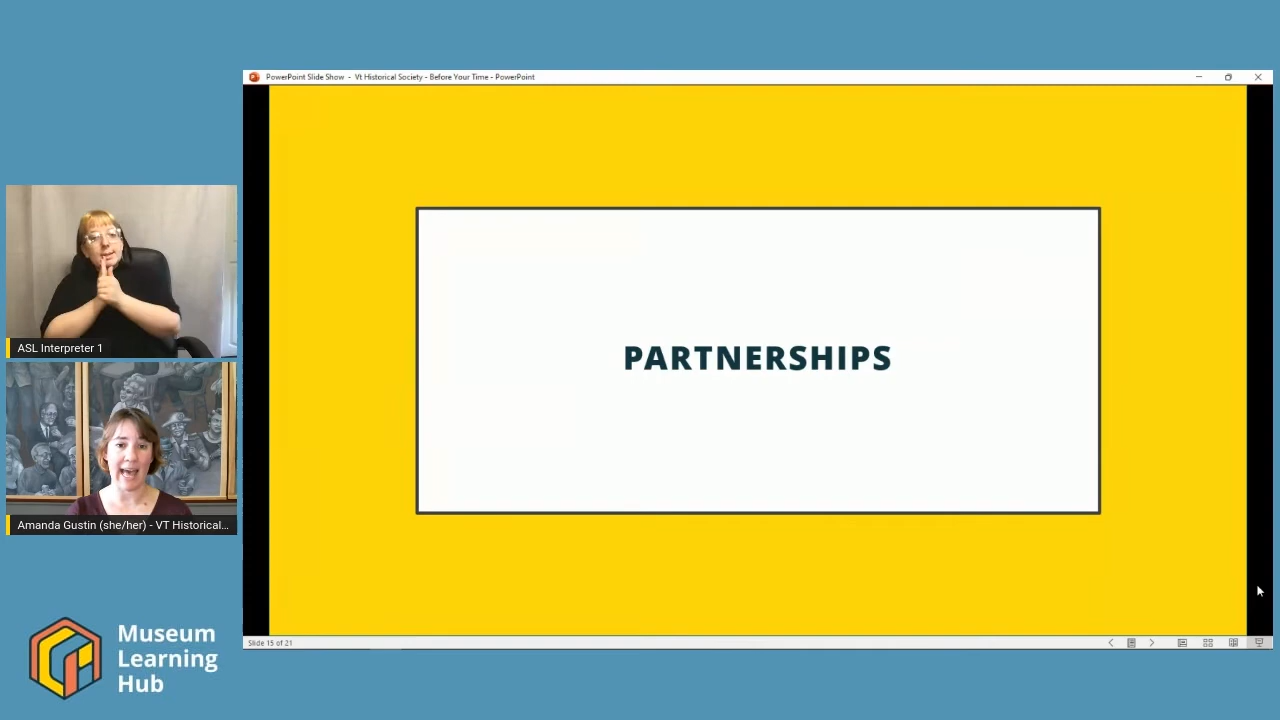 PowerPoint Slide Show - Vt Historical Society - Before Your Time - PowerPoint
PARTNERSHIPS
ASL Interpreter 1
Amanda Gustin (she/her) - VT Historical...
Slide 15 of 21
Museum
Learning
Hub